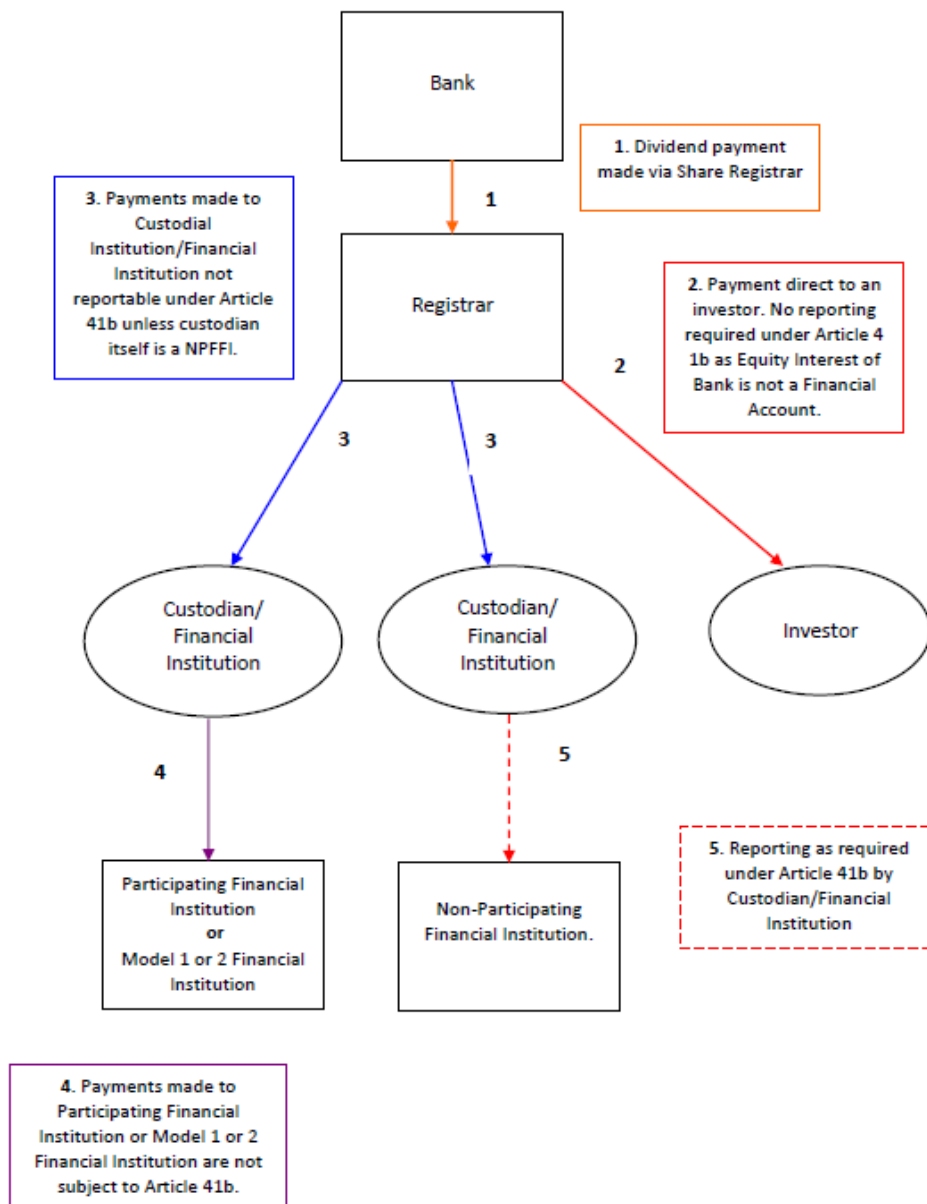 Bank
1. Dividend payment
made via Share Registrar
1
3. Payments made to
Custodial
Institution/Financial
Institution not
reportable under Article
41b unless custodian
itself is a NPFFI.
Registrar
2. Payment direct to an
investor. No reporting
required under Article 4
1b as Equity Interest of
Bank is not a Financial
Account.
2
3
3
Custodian/
Financial
Institution
Custodian/
Financial
Institution
Investor
4
5
5. Reporting as required
under Article 41b by
Custodian/Financial
Institution
Participating Financial
Institution
or
Model 1 or 2 Financial
Institution
Non-Participating
Financial Institution.
4. Payments made to
Participating Financial
Institution or Model 1 or 2
Financial Institution are not
subject to Article 41b.